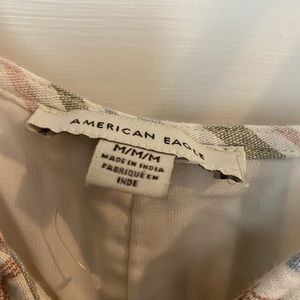 AMERICAN EAGLE
M/M/M
MADE IN INDIA
FABRIQUÉ EN
INDE